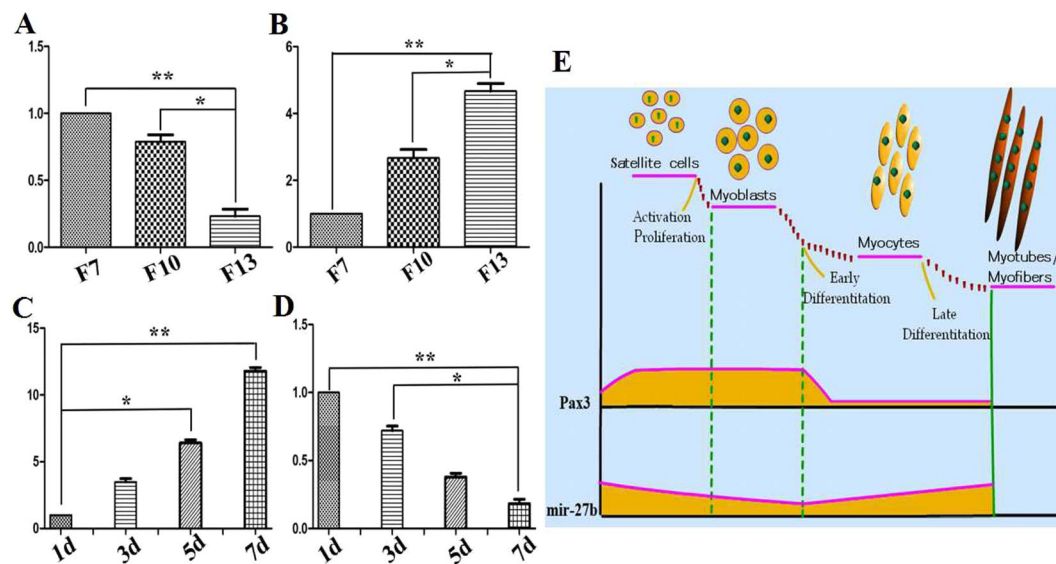 A
1.5
1.0
0.5
0.0
**
*
F7
F10
F13
B
6
4
2
0
**
*
F7
F10
F13
C
15
10
5
0
**
*
1d
3d
5d
7d
D
1.5
1.0
0.5
0.0
**
*
1d
3d
5d
7d
E
Satellite cells
Activation
Proliferation
Myoblasts
Early
Differentitation
Myocytes
Late
Differentitation
Myotubes/
Myofibers
Pax3
mir-27b